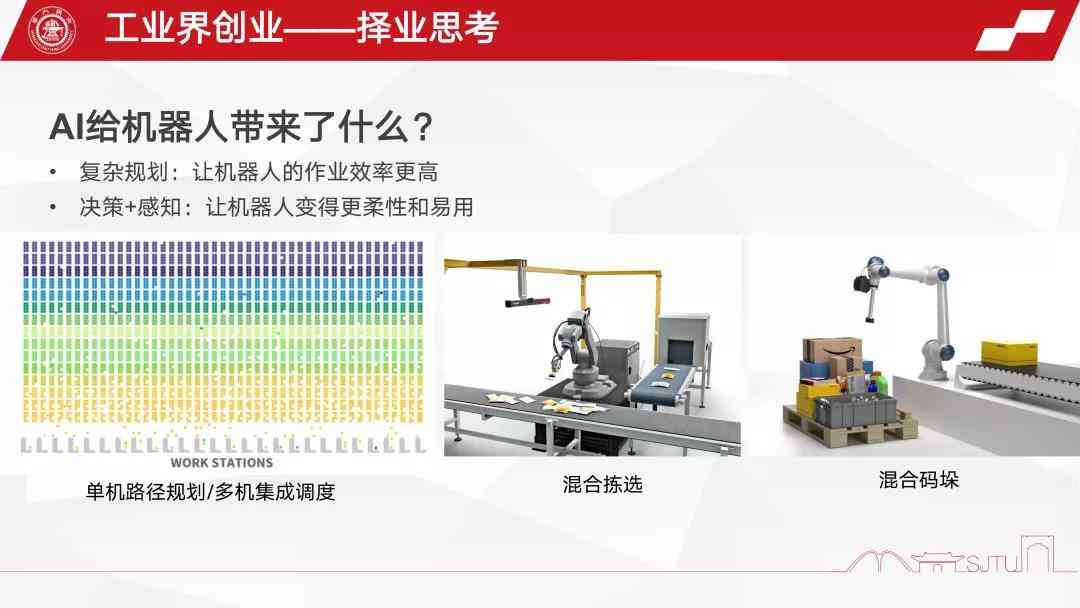 工业界创业——择业思考
AI给机器人带来了什么？
• 复杂规划：让机器人的作业效率更高
• 决策+感知：让机器人变得更柔性和易用
WORK STATIONS
单机路径规划/多机集成调度
混合拣选
混合码垛
SJTU